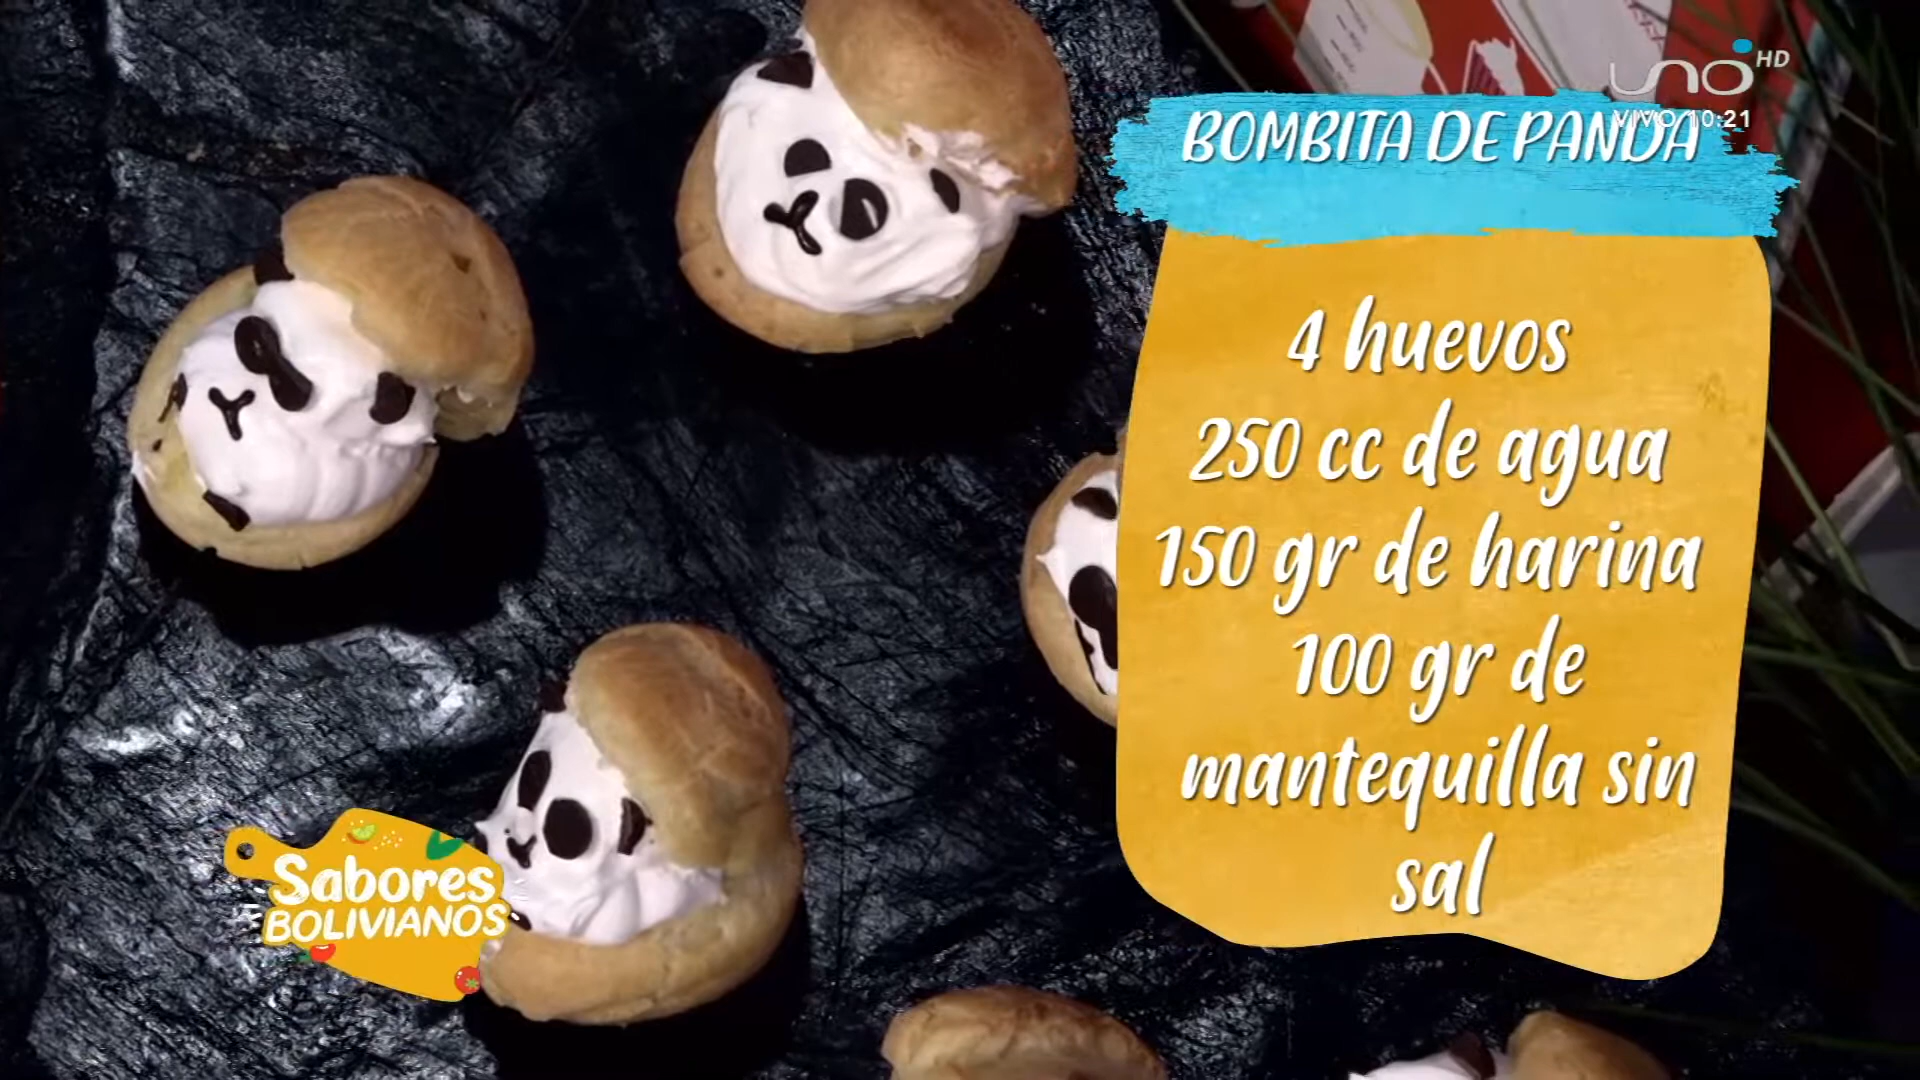 uno HD
VIVO 10:21
BOMBITA DE PANDA
4 huevos
250 cc de agua
150 gr de harina
100 gr de
mantequilla sin
sal
Sabores
BOLIVIANOS